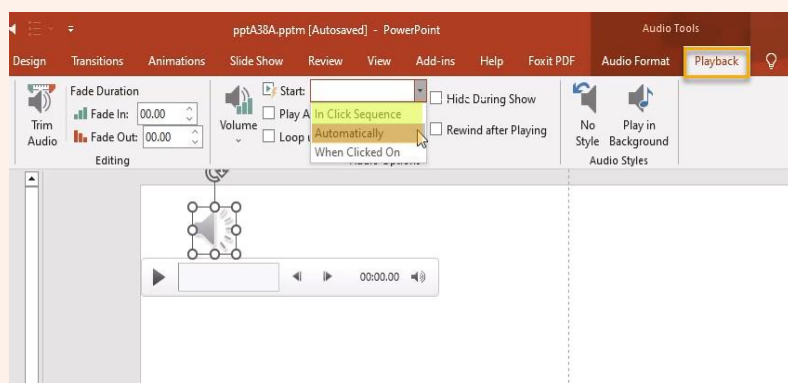 pptA38A.pptm [Autosaved] - PowerPoint
Audio Tools
Design Transitions Animations Slide Show Review View Add-ins Help Foxit PDF Audio Format Playback
Fade Duration
Fade In: 00.00
Fade Out: 00.00
Trim
Audio
Editing
Volume
Start:
Play A
Loop
In Click Sequence
Automatically
When Clicked On
Hide During Show
Rewind after Playing
No
Style
Play in
Background
Audio Styles
00:00.00